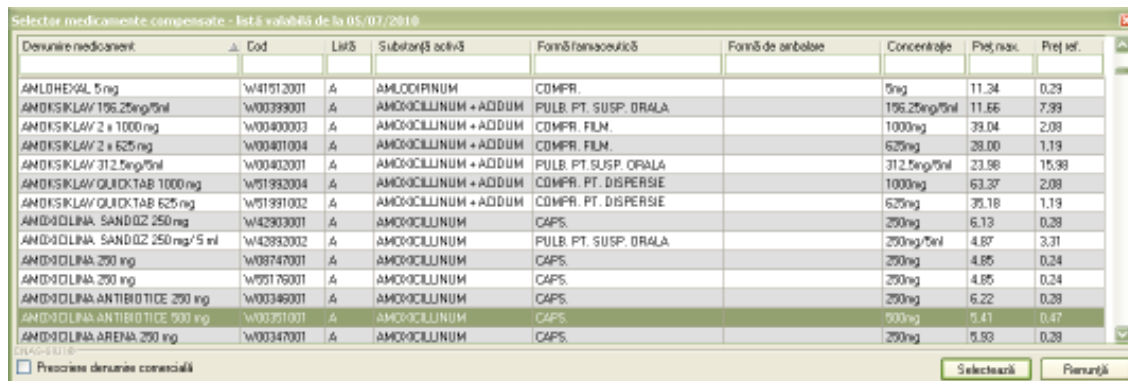 Selector medicamente compensate - listă valabilă de la 05/07/2010
Denumire medicament Cod Listă Substanţă activă Formă farmaceutică Formă de ambalare Concentraţie Preţ max. Preţ ref.
AMLOHEXAL 5 mg W41512001 A AMLODIPINUM COMPR. 5mg 11.34 0.29
AMOKSIKLAV 156.25mg/5ml W00399001 A AMOXICILLINUM + ACIDUM PULB. PT. SUSP. ORALA 156.25mg/5ml 11.66 7.99
AMOKSIKLAV 2 x 1000 mg W00400003 A AMOXICILLINUM + ACIDUM COMPR. FILM. 1000mg 39.04 2.08
AMOKSIKLAV 2 x 625 mg W00401004 A AMOXICILLINUM + ACIDUM COMPR. FILM. 625mg 28.00 1.19
AMOKSIKLAV 312.5mg/5ml W00402001 A AMOXICILLINUM + ACIDUM PULB. PT.SUSP. ORALA 312.5mg/5ml 23.98 15.98
AMOKSIKLAV QUICKTAB 1000 mg W51992004 A AMOXICILLINUM + ACIDUM COMPR. PT. DISPERSIE 1000mg 63.37 2.08
AMOKSIKLAV QUICKTAB 625 mg W51991002 A AMOXICILLINUM + ACIDUM COMPR. PT. DISPERSIE 625mg 35.18 1.19
AMOXICILINA SANDOZ 250 mg W42903001 A AMOXICILLINUM CAPS. 250mg 6.13 0.28
AMOXICILINA SANDOZ 250 mg/5 ml W42892002 A AMOXICILLINUM PULB. PT. SUSP. ORALA 250mg/5ml 4.87 3.31
AMOXICILINA 250 mg W08747001 A AMOXICILLINUM CAPS. 250mg 4.85 0.24
AMOXICILINA 250 mg W55176001 A AMOXICILLINUM CAPS. 250mg 4.85 0.24
AMOXICILINA ANTIBIOTICE 250 mg W00346001 A AMOXICILLINUM CAPS. 250mg 6.22 0.28
AMOXICILINA ANTIBIOTICE 500 mg W00351001 A AMOXICILLINUM CAPS. 500mg 5.41 0.47
AMOXICILINA ARENA 250 mg W00347001 A AMOXICILLINUM CAPS. 250mg 5.93 0.28
Prescriere denumire comercială Selectează Renunţă